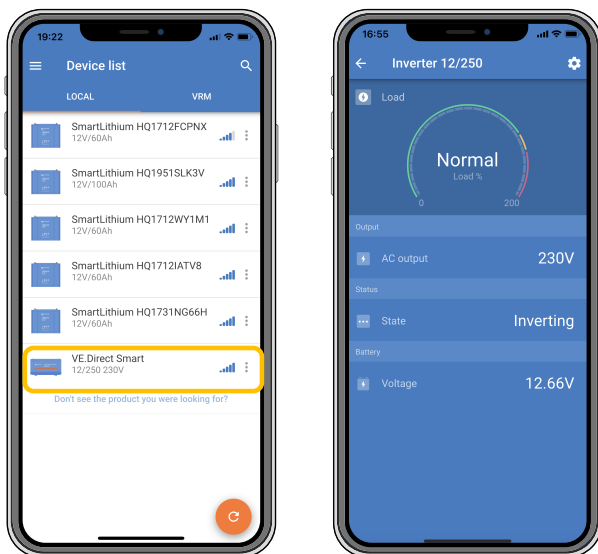 19:22
Device list
LOCAL VRM
SmartLithium HQ1712FCPNX
12V/60Ah
SmartLithium HQ1951SLK3V
12V/100Ah
SmartLithium HQ1712WY1M1
12V/60Ah
SmartLithium HQ1712IATV8
12V/60Ah
SmartLithium HQ1731NG66H
12V/60Ah
VE.Direct Smart
12/250 230V
Don't see the product you were looking for?
16:55
Inverter 12/250
Load
Normal
Load %
0 200
Output
AC output 230V
Status
State Inverting
Battery
Voltage 12.66V